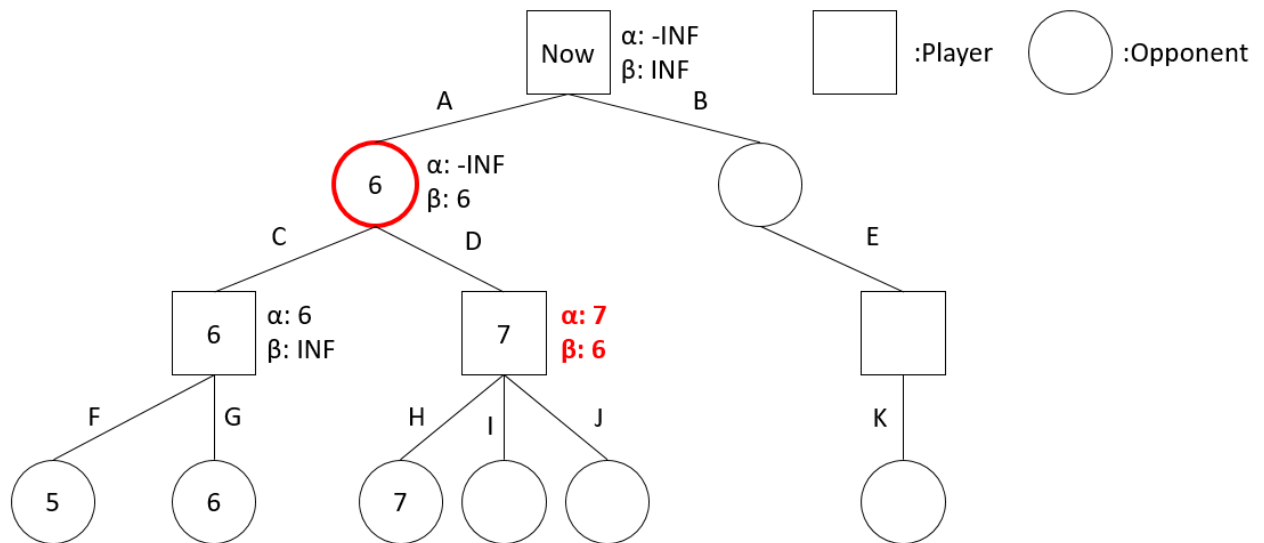 Now
α: -INF
β: INF
:Player
:Opponent
A
B
6
α: -INF
β: 6
C
D
E
6
α: 6
β: INF
7
α: 7
β: 6
F
G
H
I
J
K
5
6
7